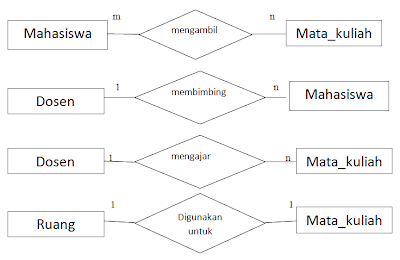 m n
Mahasiswa mengambil Mata_kuliah
1 n
Dosen membimbing Mahasiswa
Dosen 1 mengajar n Mata_kuliah
1 1
Ruang Digunakan untuk Mata_kuliah